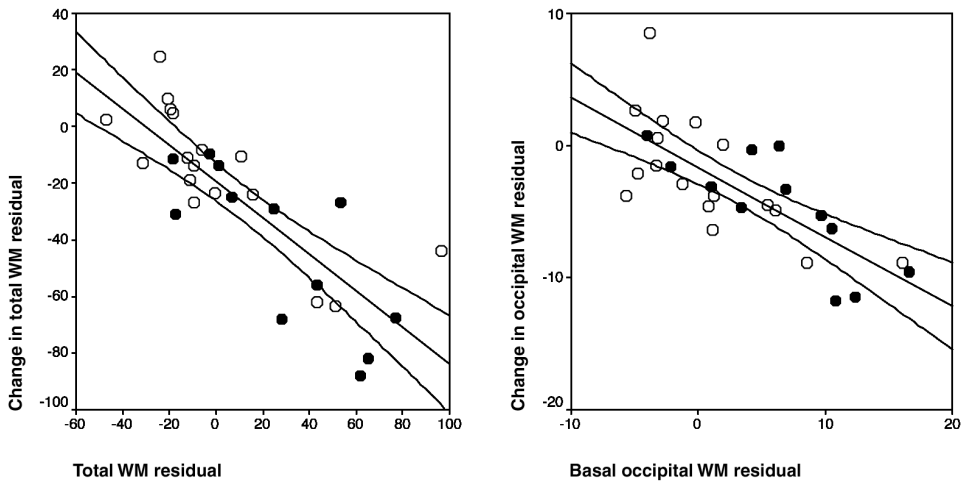 40
20
0
-20
-40
-60
-80
-100
-60 -40 -20 0 20 40 60 80 100
Change in total WM residual
Total WM residual
10
0
-10
-20
-10 0 10 20
Change in occipital WM residual
Basal occipital WM residual